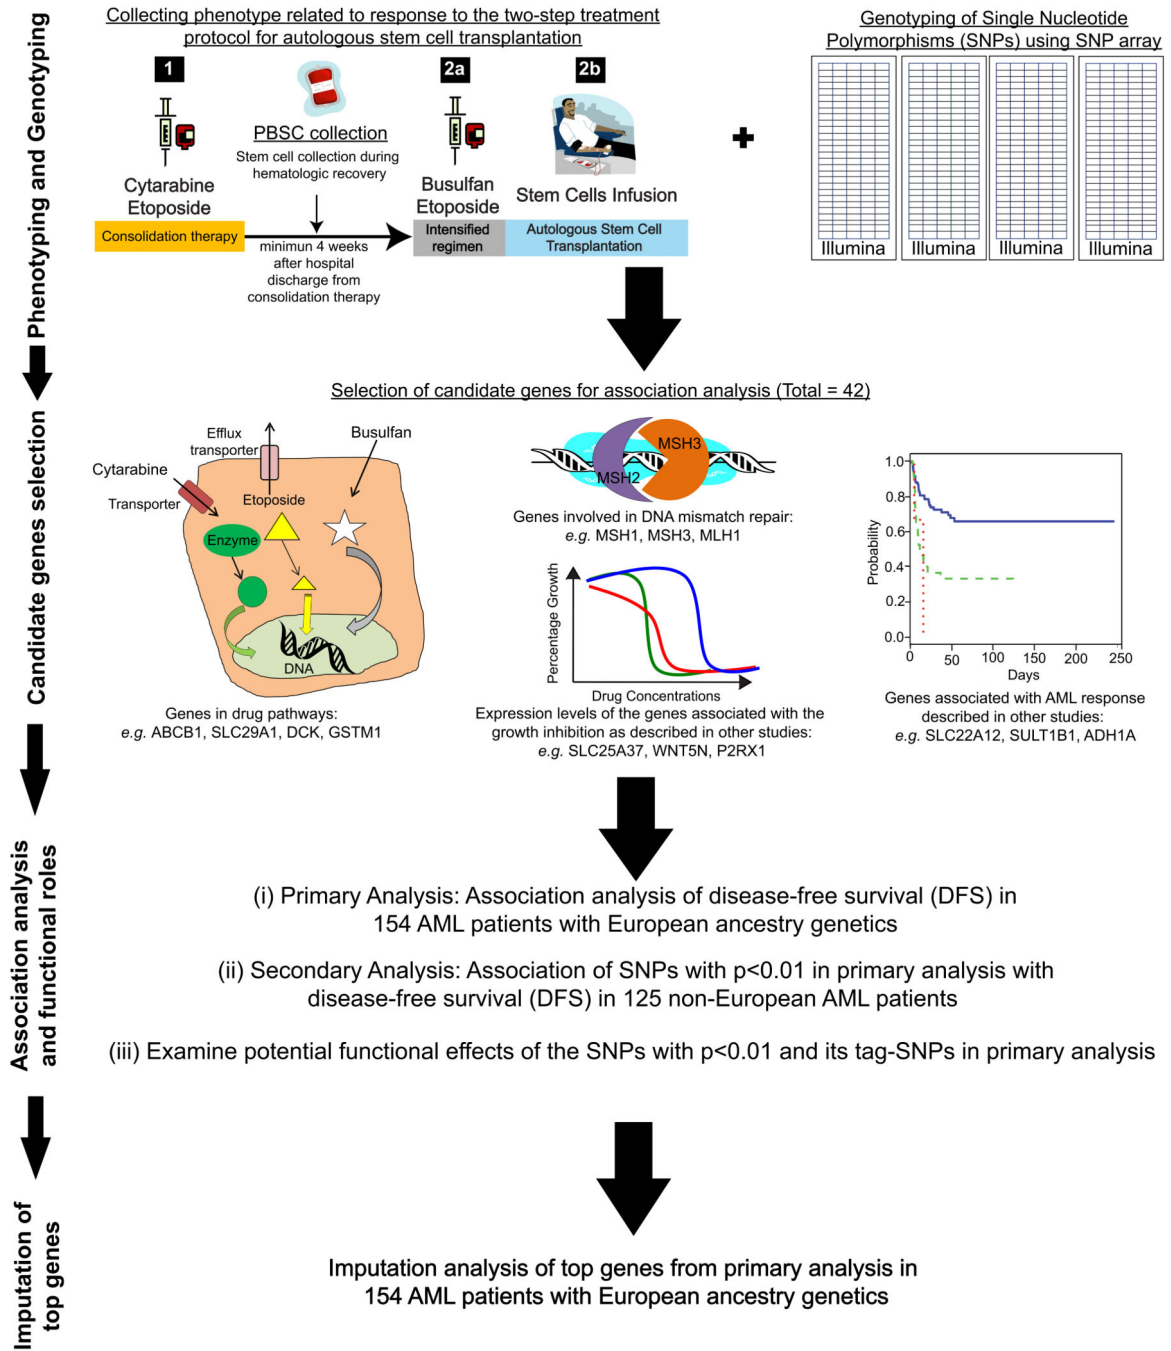 Phenotyping and Genotyping
Collecting phenotype related to response to the two-step treatment
protocol for autologous stem cell transplantation
1
Cytarabine
Etoposide
Consolidation therapy
PBSC collection
Stem cell collection during
hematologic recovery
minimun 4 weeks
after hospital
discharge from
consolidation therapy
2a
Busulfan
Etoposide
Intensified
regimen
2b
Stem Cells Infusion
Autologous Stem Cell
Transplantation
+
Genotyping of Single Nucleotide
Polymorphisms (SNPs) using SNP array
Illumina
Illumina
Illumina
Illumina
Candidate genes selection
Selection of candidate genes for association analysis (Total = 42)
Efflux
transporter
Busulfan
Cytarabine
Transporter
Etoposide
Enzyme
DNA
Genes in drug pathways:
e.g. ABCB1, SLC29A1, DCK, GSTM1
MSH3
MSH2
Genes involved in DNA mismatch repair:
e.g. MSH1, MSH3, MLH1
Percentage Growth
Drug Concentrations
Expression levels of the genes associated with the
growth inhibition as described in other studies:
e.g. SLC25A37, WNT5N, P2RX1
Probability
1.0
0.8
0.6
0.4
0.2
0.0
0 50 100 150 200 250
Days
Genes associated with AML response
described in other studies:
e.g. SLC22A12, SULT1B1, ADH1A
Association analysis
and functional roles
(i) Primary Analysis: Association analysis of disease-free survival (DFS) in
154 AML patients with European ancestry genetics
(ii) Secondary Analysis: Association of SNPs with p<0.01 in primary analysis with
disease-free survival (DFS) in 125 non-European AML patients
(iii) Examine potential functional effects of the SNPs with p<0.01 and its tag-SNPs in primary analysis
Imputation of
top genes
Imputation analysis of top genes from primary analysis in
154 AML patients with European ancestry genetics